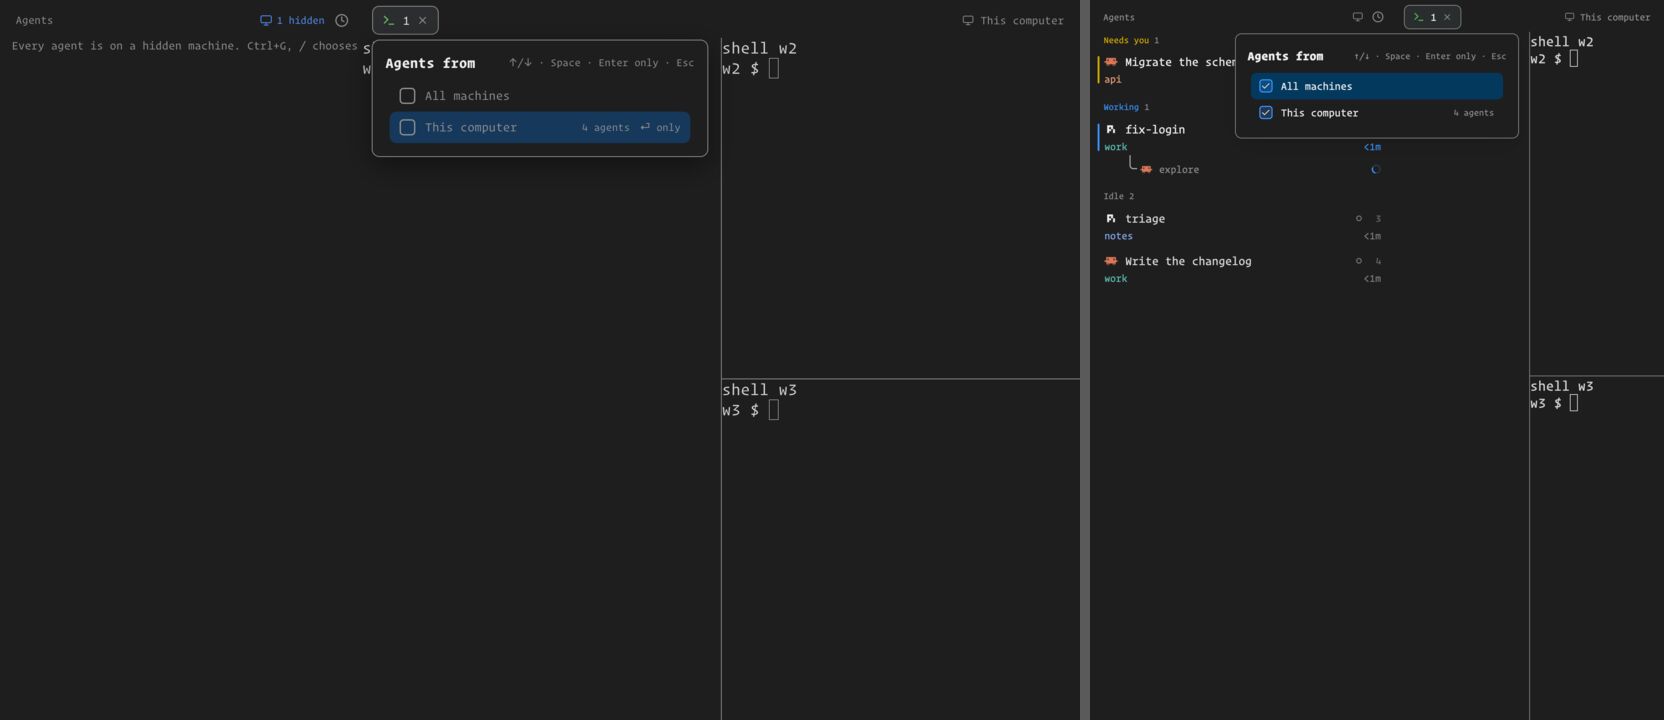 Agents
1 hidden
1 ×
This computer
Every agent is on a hidden machine. Ctrl+G, / chooses
shell w2
w2 $
Agents from
↑/↓ · Space · Enter only · Esc
All machines
This computer
4 agents
↵ only
shell w3
w3 $
Agents
1 ×
This computer
Needs you 1
Migrate the schem
api
Working 1
fix-login
work
<1m
explore
Idle 2
triage
3
notes
<1m
Write the changelog
4
work
<1m
Agents from
↑/↓ · Space · Enter only · Esc
All machines
This computer
4 agents
shell w2
w2 $
shell w3
w3 $